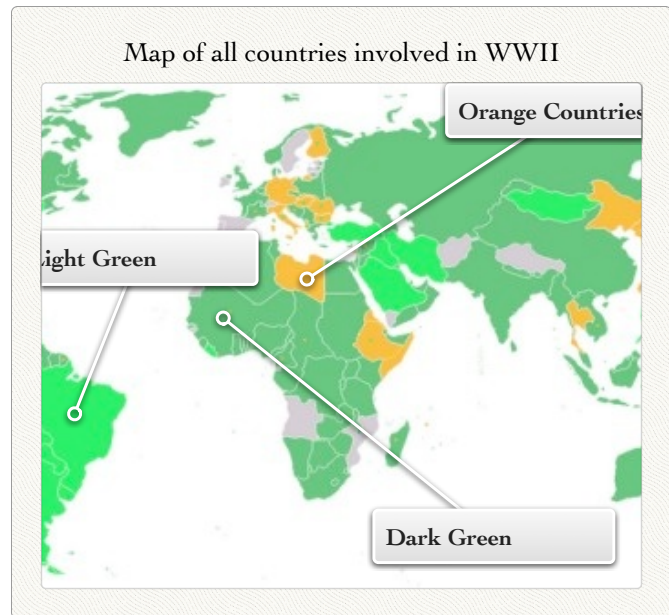 Map of all countries involved in WWII
Orange Countries
ight Green
Dark Green